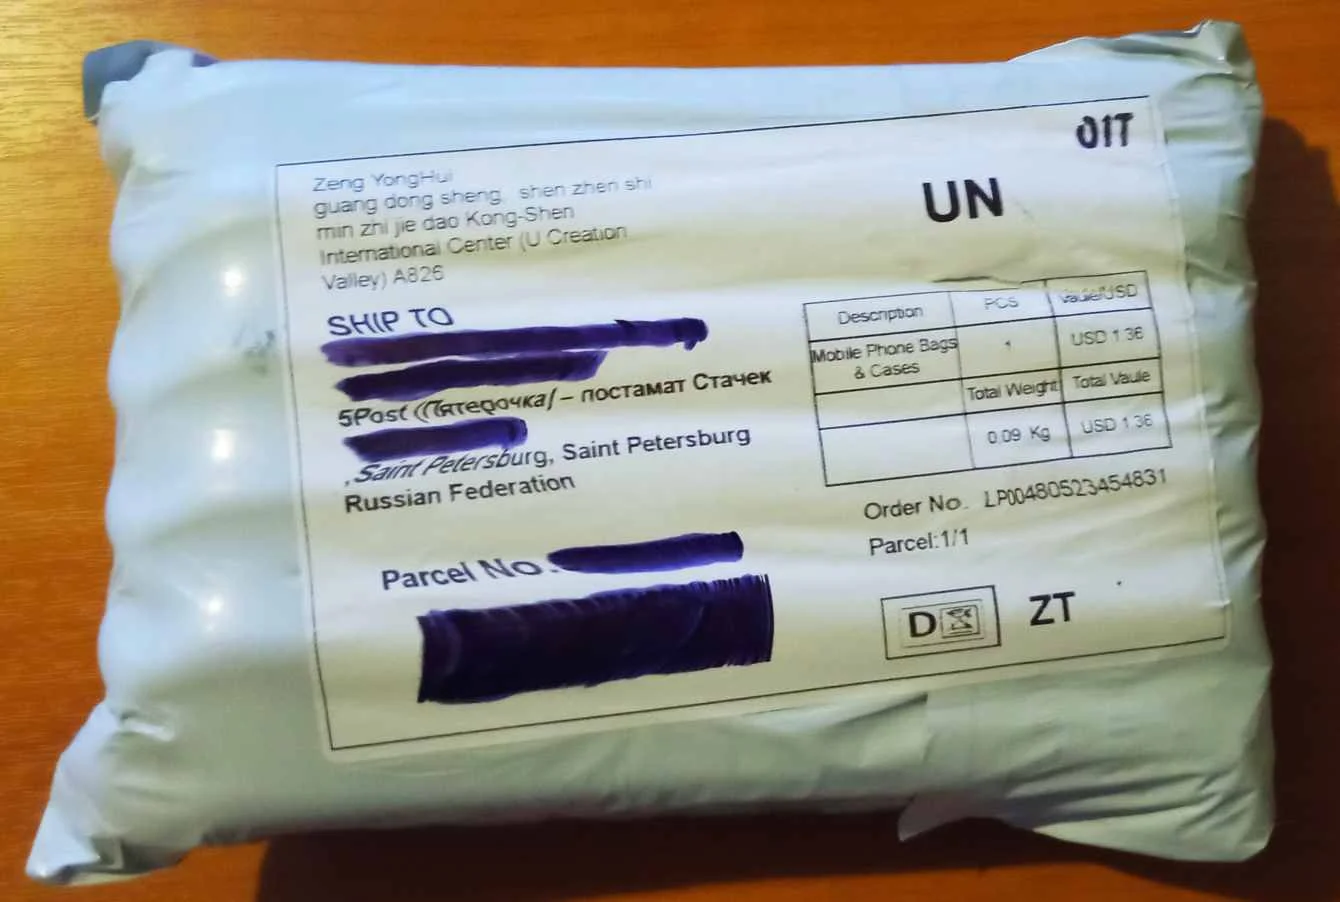 01T
UN
Zeng YongHui
guang dong sheng, shen zhen shi
min zhi jie dao Kong-Shen
International Center (U Creation
Valley) A826
SHIP TO
5Post (Пятерочка) – постамат Стачек
, Saint Petersburg, Saint Petersburg
Russian Federation
Parcel No.:
Description PCS Vaule/USD
Mobile Phone Bags & Cases 1 USD 1.36
Total Weight Total Vaule
0.09 Kg USD 1.36
Order No. LP00480523454831
Parcel:1/1
D ZT